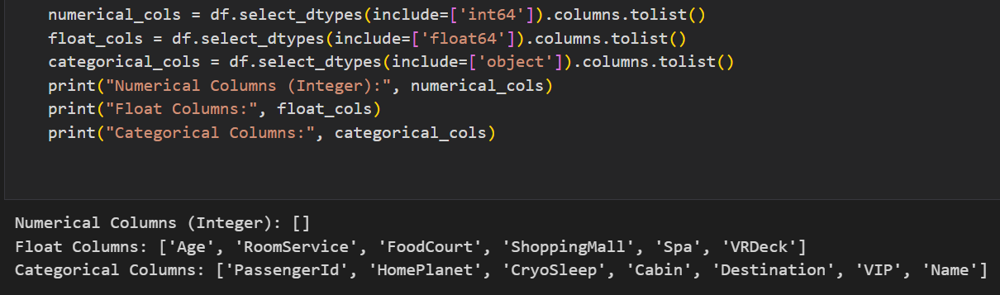 numerical_cols = df.select_dtypes(include=['int64']).columns.tolist()
float_cols = df.select_dtypes(include=['float64']).columns.tolist()
categorical_cols = df.select_dtypes(include=['object']).columns.tolist()
print("Numerical Columns (Integer):", numerical_cols)
print("Float Columns:", float_cols)
print("Categorical Columns:", categorical_cols)
Numerical Columns (Integer): []
Float Columns: ['Age', 'RoomService', 'FoodCourt', 'ShoppingMall', 'Spa', 'VRDeck']
Categorical Columns: ['PassengerId', 'HomePlanet', 'CryoSleep', 'Cabin', 'Destination', 'VIP', 'Name']